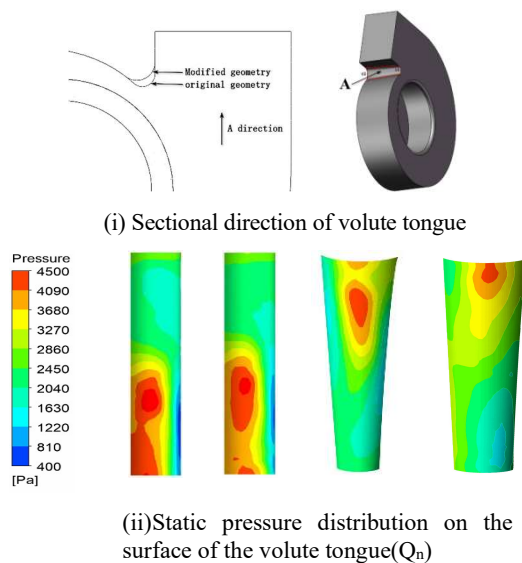 Modified geometry
original geometry
A direction
A
(i) Sectional direction of volute tongue
Pressure
4500
4090
3680
3270
2860
2450
2040
1630
1220
810
400
[Pa]
(ii)Static pressure distribution on the
surface of the volute tongue(Qₙ)